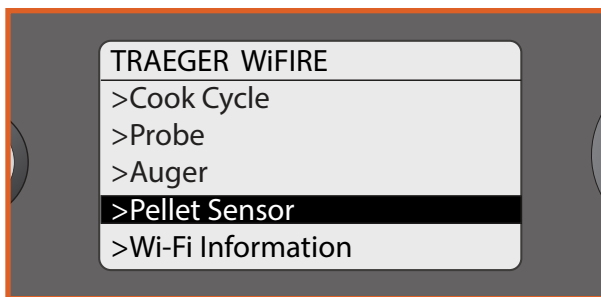 TRAEGER WiFIRE
>Cook Cycle
>Probe
>Auger
>Pellet Sensor
>Wi-Fi Information